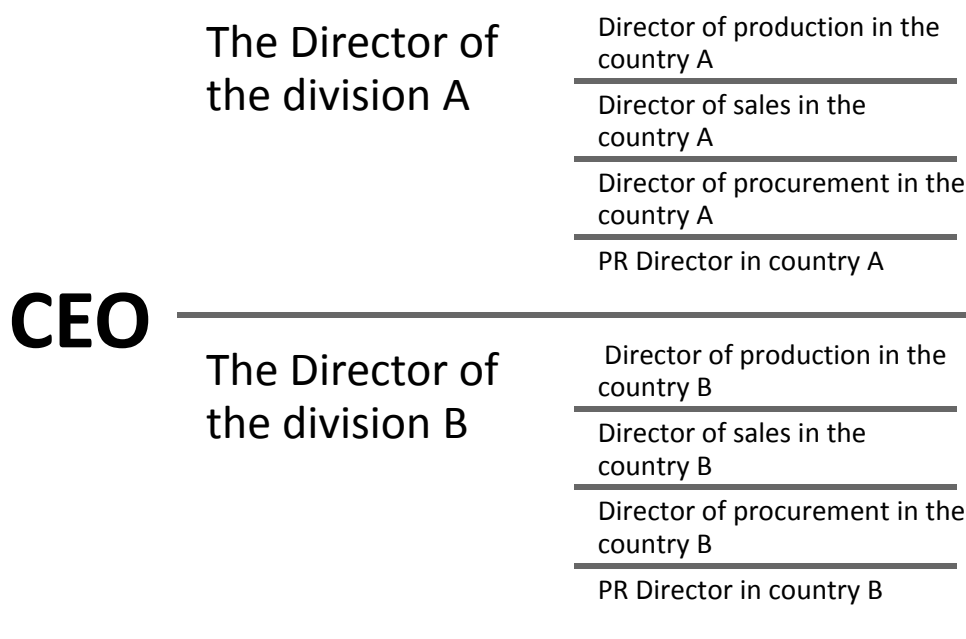 The Director of
the division A
Director of production in the
country A
Director of sales in the
country A
Director of procurement in the
country A
PR Director in country A
CEO
The Director of
the division B
Director of production in the
country B
Director of sales in the
country B
Director of procurement in the
country B
PR Director in country B